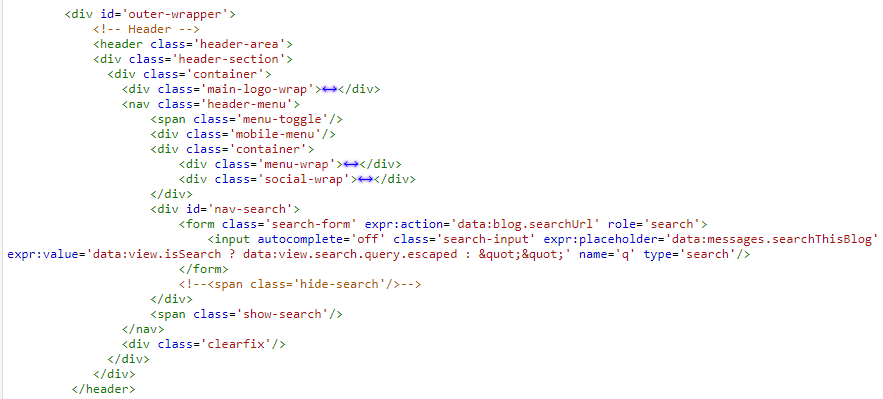 <div id='outer-wrapper'>
<!-- Header -->
<header class='header-area'>
<div class='header-section'>
<div class='container'>
<div class='main-logo-wrap'>↔</div>
<nav class='header-menu'>
<span class='menu-toggle'/>
<div class='mobile-menu'/>
<div class='container'>
<div class='menu-wrap'>↔</div>
<div class='social-wrap'>↔</div>
</div>
<div id='nav-search'>
<form class='search-form' expr:action='data:blog.searchUrl' role='search'>
<input autocomplete='off' class='search-input' expr:placeholder='data:messages.searchThisBlog'
expr:value='data:view.isSearch ? data:view.search.query.escaped : &quot;&quot;' name='q' type='search'/>
</form>
<!--<span class='hide-search'/>-->
</div>
<span class='show-search'/>
</nav>
<div class='clearfix'/>
</div>
</div>
</header>